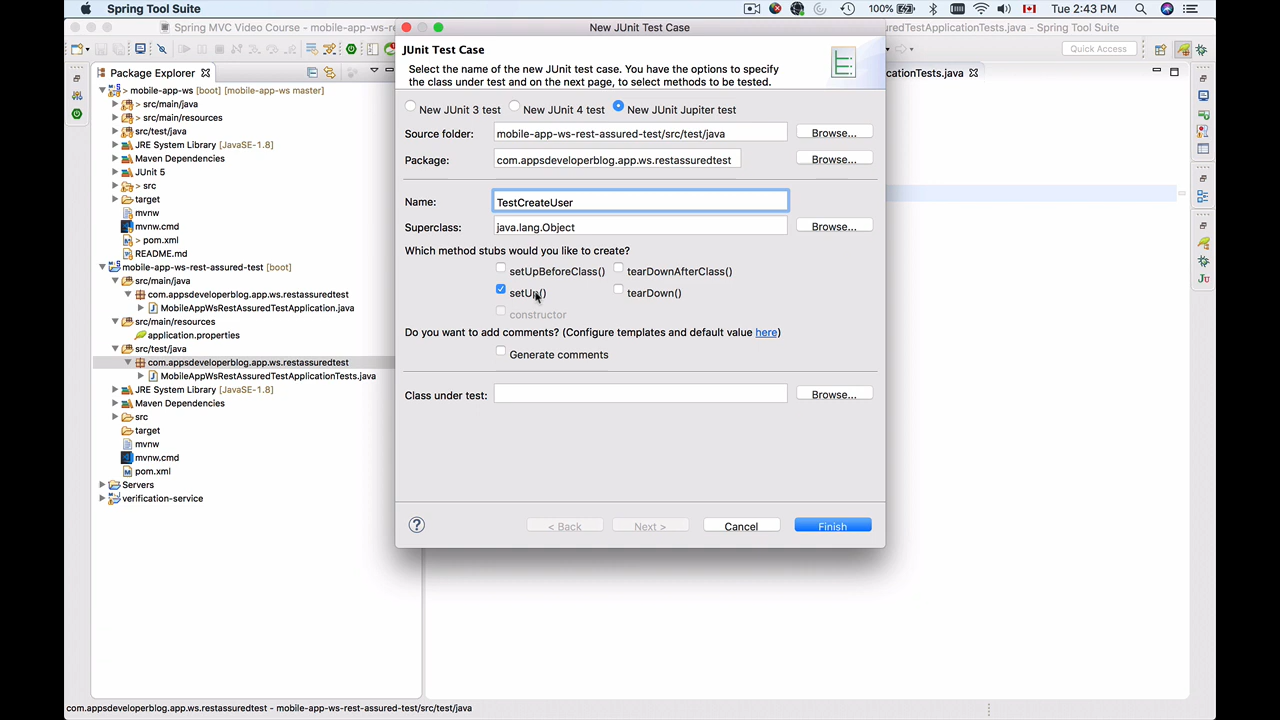 Spring Tool Suite
100%
Tue 2:43 PM
Spring MVC Video Course - mobile-app-ws-r
New JUnit Test Case
uredTestApplicationTests.java - Spring Tool Suite
Quick Access
Package Explorer
JUnit Test Case
Select the name of the new JUnit test case. You have the options to specify
the class under test and on the next page, to select methods to be tested.
cationTests.java
> mobile-app-ws [boot] [mobile-app-ws master]
> src/main/java
> src/main/resources
src/test/java
JRE System Library [JavaSE-1.8]
Maven Dependencies
JUnit 5
> src
target
mvnw
mvnw.cmd
> pom.xml
README.md
mobile-app-ws-rest-assured-test [boot]
src/main/java
com.appsdeveloperblog.app.ws.restassuredtest
MobileAppWsRestAssuredTestApplication.java
src/main/resources
application.properties
src/test/java
com.appsdeveloperblog.app.ws.restassuredtest
MobileAppWsRestAssuredTestApplicationTests.java
JRE System Library [JavaSE-1.8]
Maven Dependencies
src
target
mvnw
mvnw.cmd
pom.xml
Servers
verification-service
New JUnit 3 test New JUnit 4 test New JUnit Jupiter test
Source folder: mobile-app-ws-rest-assured-test/src/test/java Browse...
Package: com.appsdeveloperblog.app.ws.restassuredtest Browse...
Name: TestCreateUser
Superclass: java.lang.Object Browse...
Which method stubs would you like to create?
setUpBeforeClass() tearDownAfterClass()
setUp() tearDown()
constructor
Do you want to add comments? (Configure templates and default value here)
Generate comments
Class under test: Browse...
? < Back Next > Cancel Finish
com.appsdeveloperblog.app.ws.restassuredtest - mobile-app-ws-rest-assured-test/src/test/java